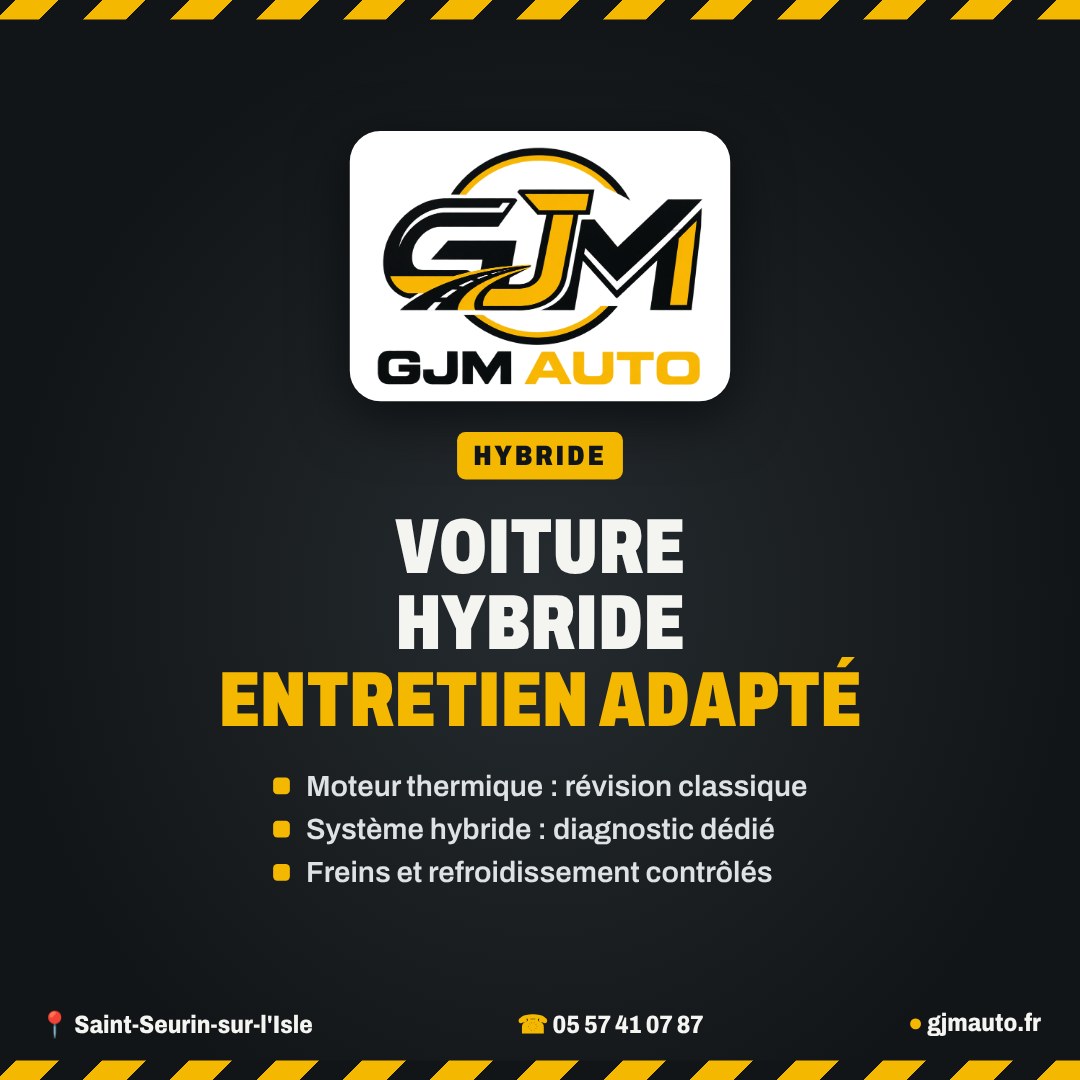 GJM
GJM AUTO
HYBRIDE
VOITURE
HYBRIDE
ENTRETIEN ADAPTÉ
Moteur thermique : révision classique
Système hybride : diagnostic dédié
Freins et refroidissement contrôlés
📍 Saint-Seurin-sur-l'Isle ☎ 05 57 41 07 87 ● gjmauto.fr